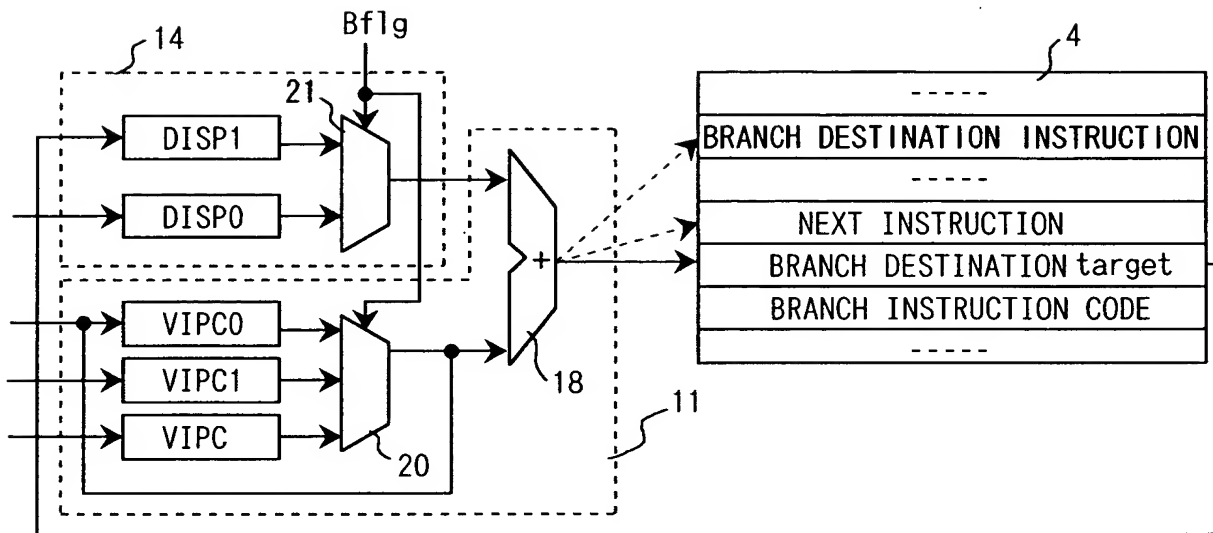 Bflg
14
4
21
-----
DISP1
BRANCH DESTINATION INSTRUCTION
-----
DISP0
NEXT INSTRUCTION
+
BRANCH DESTINATION target
VIPC0
BRANCH INSTRUCTION CODE
-----
VIPC1
18
11
VIPC
20